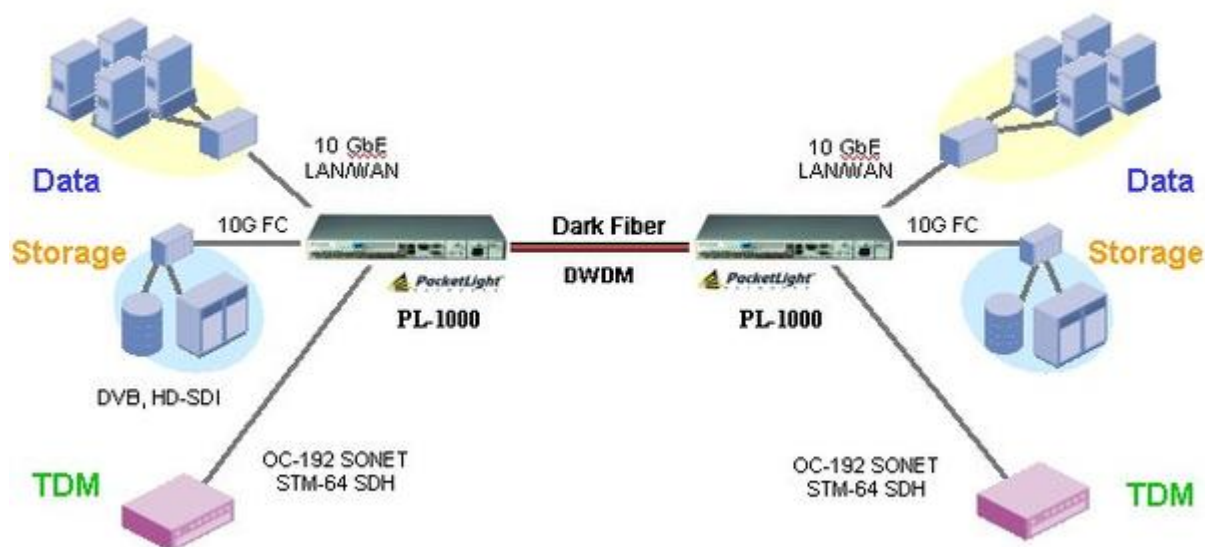 10 GbE
LAN/WAN
Data
10G FC
Storage
DVB, HD-SDI
TDM
OC-192 SONET
STM-64 SDH
Dark Fiber
DWDM
PocketLight
PL-1000
PocketLight
PL-1000
10 GbE
LAN/WAN
Data
10G FC
Storage
OC-192 SONET
STM-64 SDH
TDM